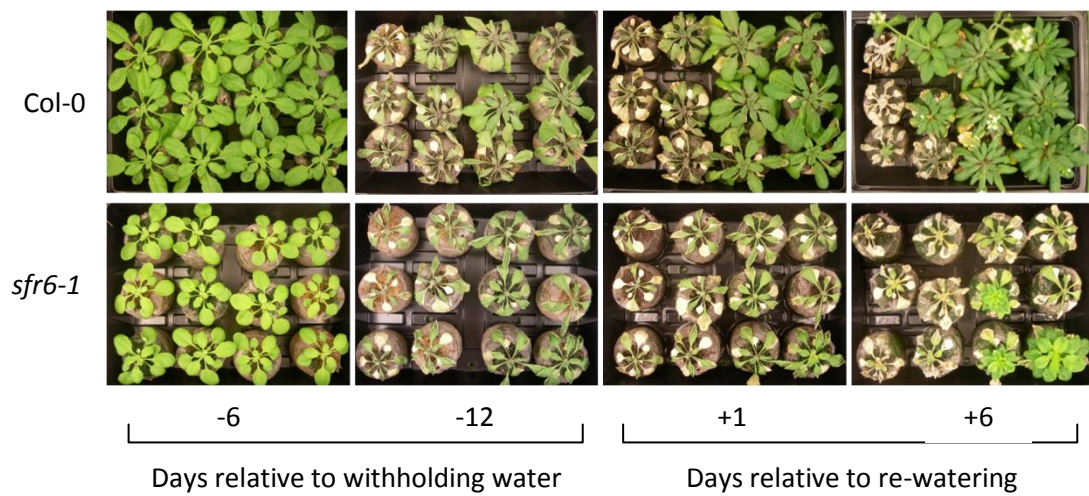 Col-0
sfr6-1
-6 -12 +1 +6
Days relative to withholding water Days relative to re-watering